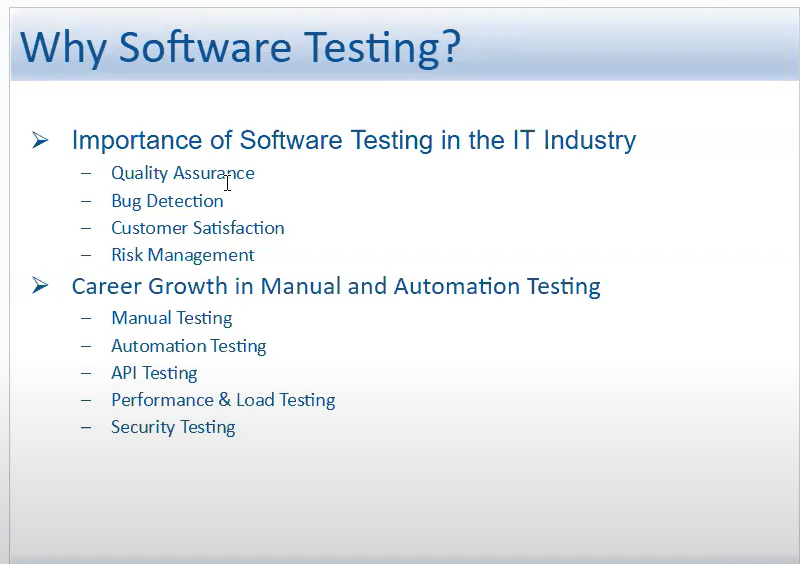 Why Software Testing?
Importance of Software Testing in the IT Industry
– Quality Assurance
– Bug Detection
– Customer Satisfaction
– Risk Management
Career Growth in Manual and Automation Testing
– Manual Testing
– Automation Testing
– API Testing
– Performance & Load Testing
– Security Testing